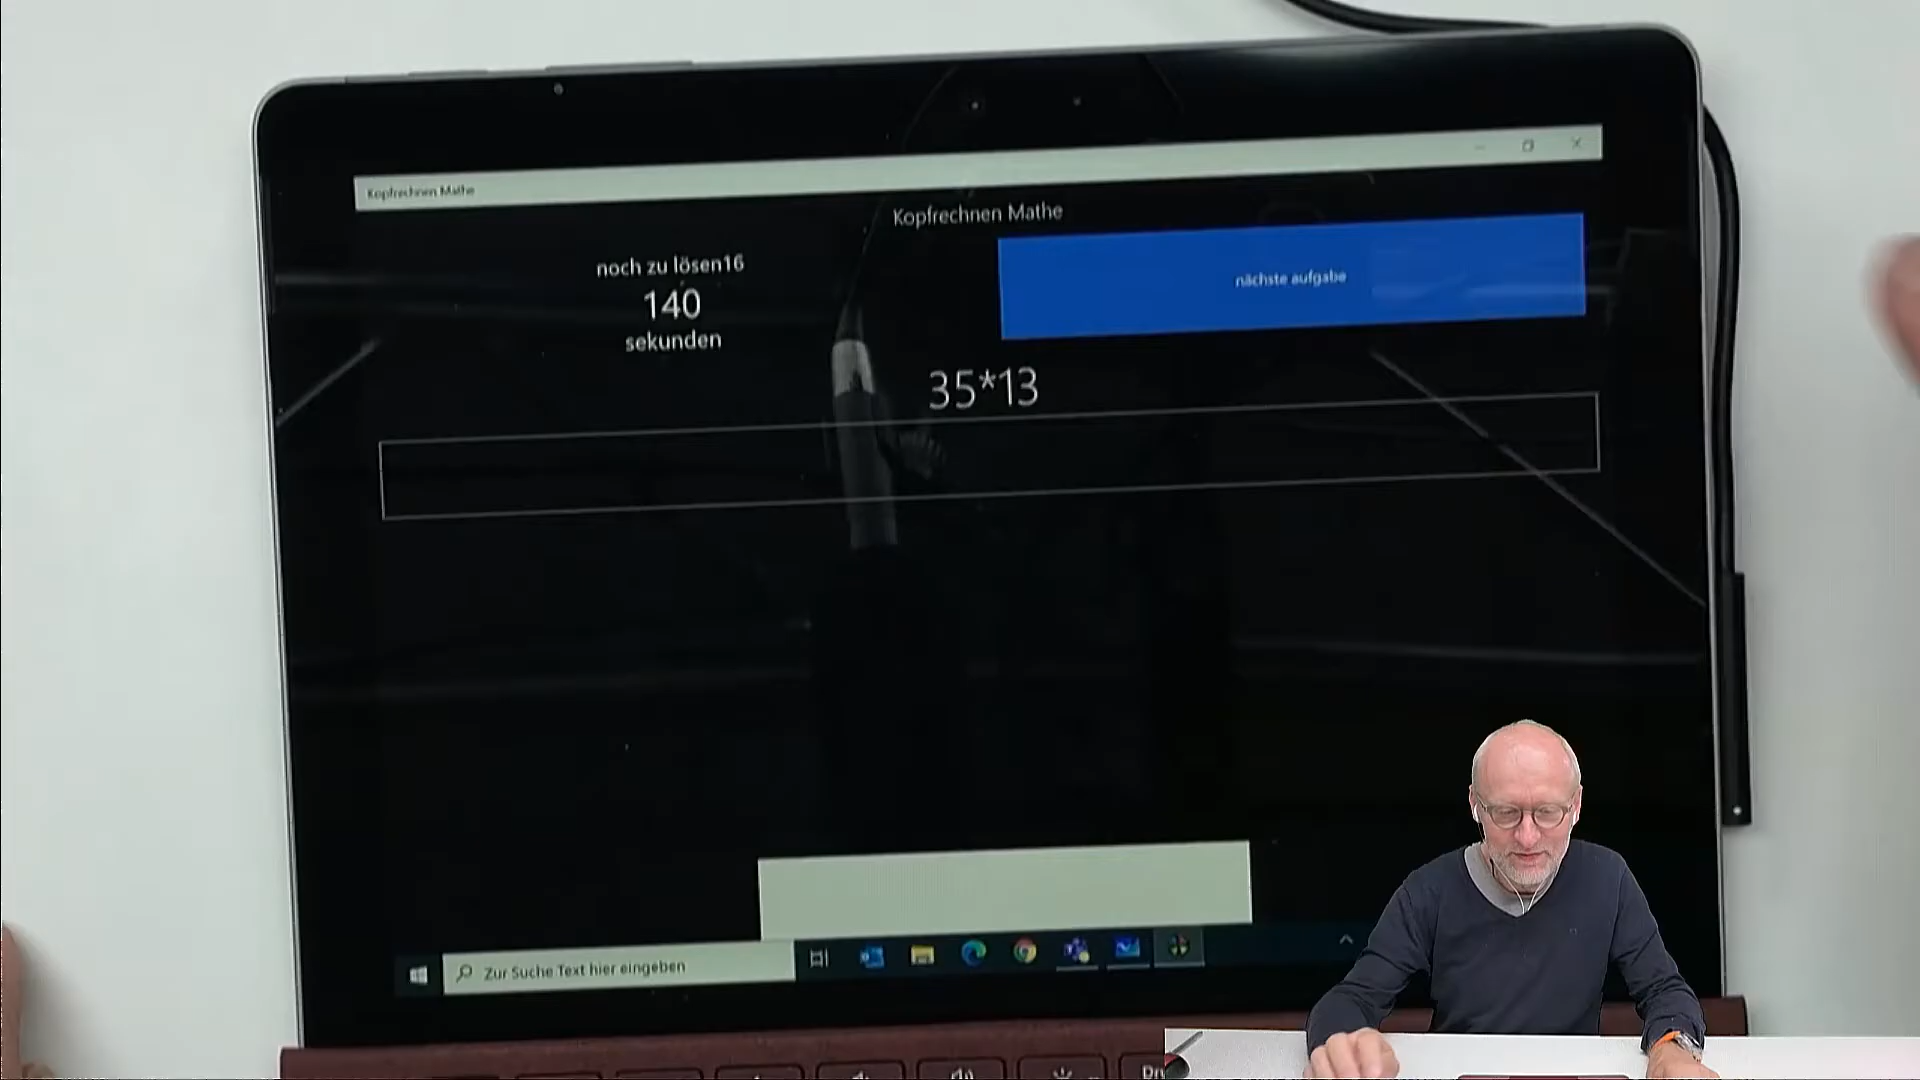 Kopfrechnen Mathe
Kopfrechnen Mathe
noch zu lösen16
140
sekunden
nächste aufgabe
35*13
Zur Suche Text hier eingeben